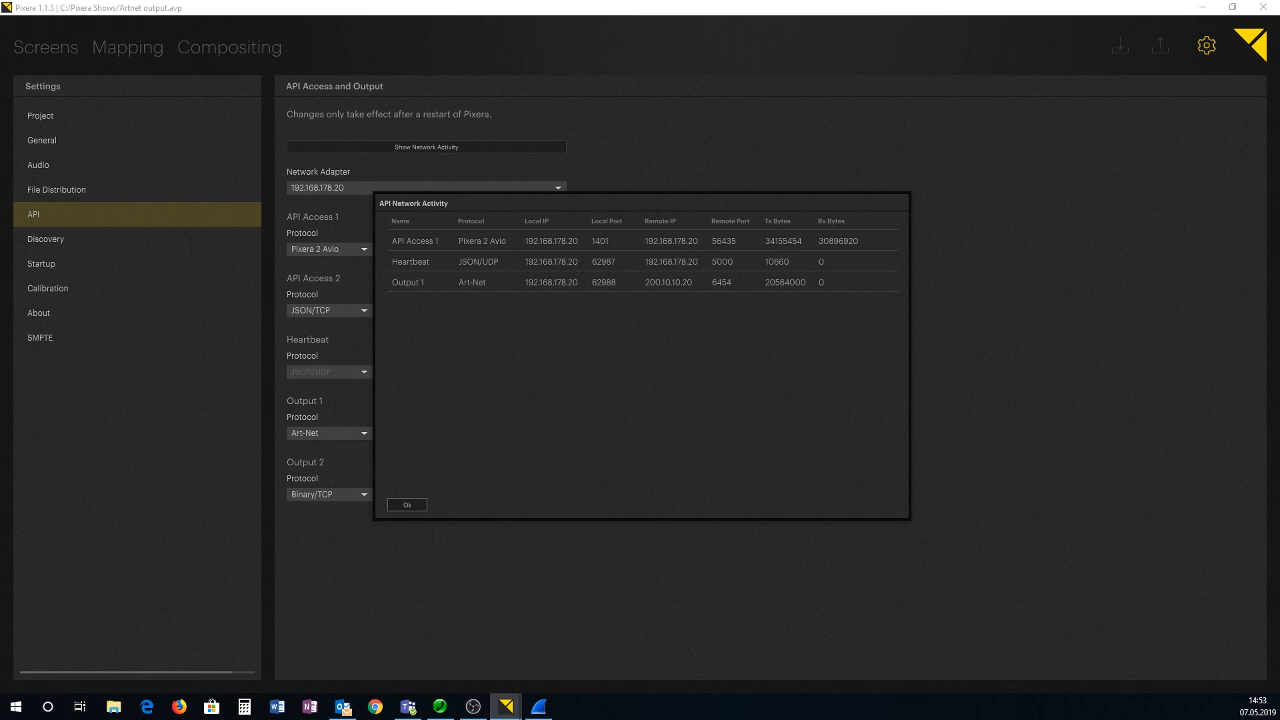 Pixera 1.1.5 | C:/Pixera Shows/Artnet output.avp
Screens Mapping Compositing
Settings
Project
General
Audio
File Distribution
API
Discovery
Startup
Calibration
About
SMPTE
API Access and Output
Changes only take effect after a restart of Pixera.
Show Network Activity
Network Adapter
192.168.178.20
API Access 1
Protocol
Pixera 2 Avio
API Access 2
Protocol
JSON/TCP
Heartbeat
Protocol
JSON/UDP
Output 1
Protocol
Art-Net
Output 2
Protocol
Binary/TCP
API Network Activity
Name Protocol Local IP Local Port Remote IP Remote Port Tx Bytes Rx Bytes
API Access 1 Pixera 2 Avio 192.168.178.20 1401 192.168.178.20 56435 34155454 30896920
Heartbeat JSON/UDP 192.168.178.20 62987 192.168.178.20 5000 10660 0
Output 1 Art-Net 192.168.178.20 62988 200.10.10.20 6454 20564000 0
Ok
14:53
07.05.2019